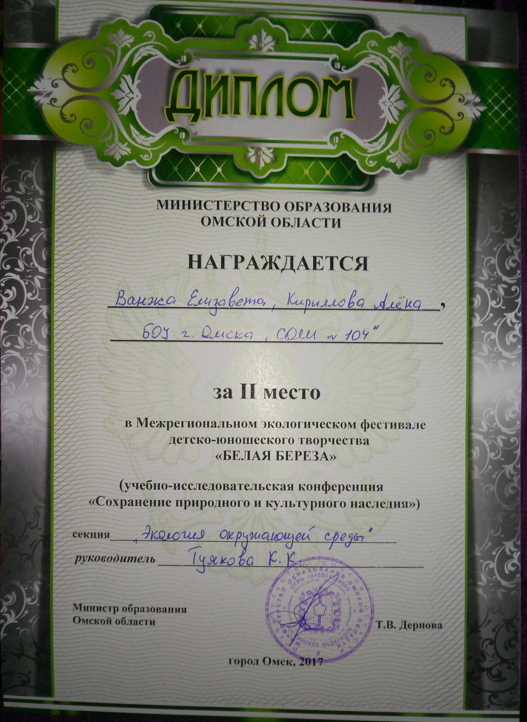 ДИПЛОМ
МИНИСТЕРСТВО ОБРАЗОВАНИЯ
ОМСКОЙ ОБЛАСТИ
НАГРАЖДАЕТСЯ
Ванжа Елизавета, Кириллова Алёна,
БОУ г. Омска „СОШ № 104"
за II место
в Межрегиональном экологическом фестивале
детско-юношеского творчества
«БЕЛАЯ БЕРЕЗА»
(учебно-исследовательская конференция
«Сохранение природного и культурного наследия»)
секция „Экология окружающей среды"
руководитель Туякова К. К.
Министр образования
Омской области
Т.В. Дернова
город Омск, 2017